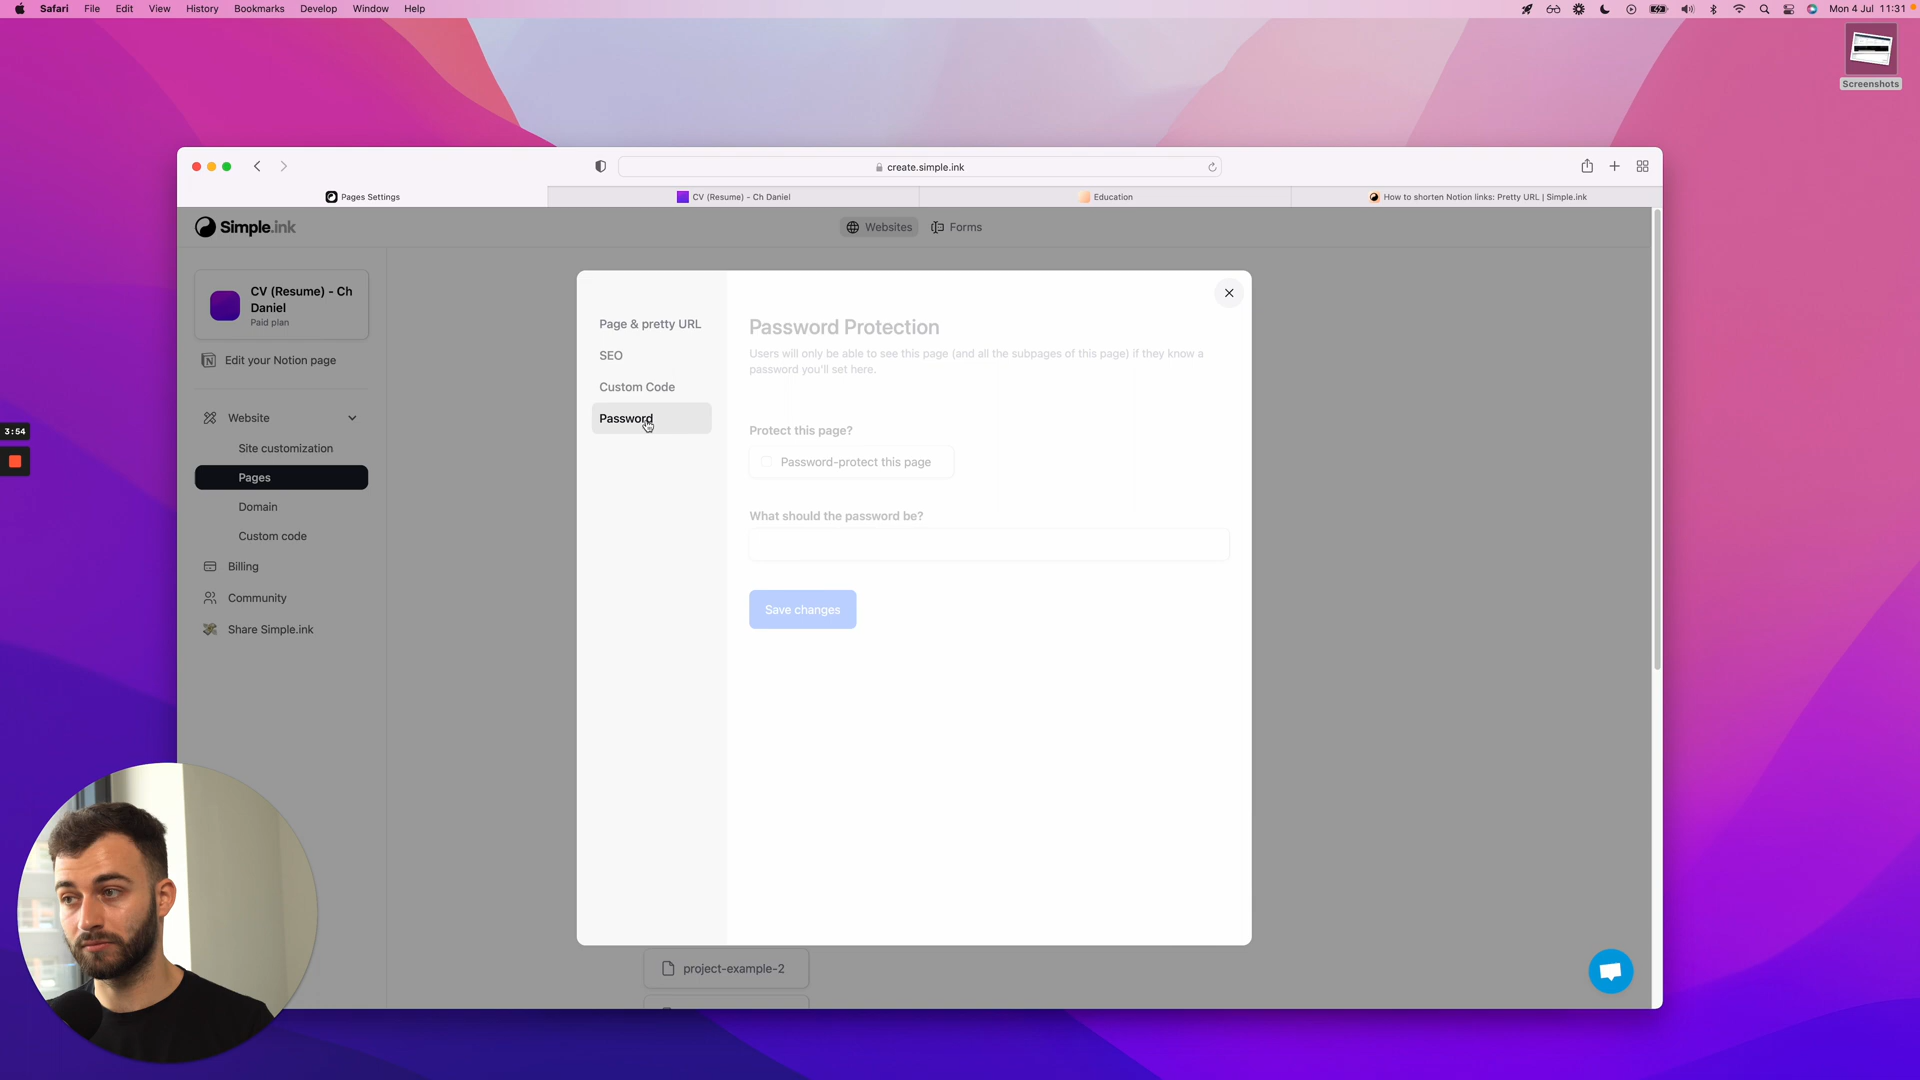 Safari File Edit View History Bookmarks Develop Window Help
Mon 4 Jul 11:31
Screenshots
create.simple.ink
Pages Settings
CV (Resume) - Ch Daniel
Education
How to shorten Notion links: Pretty URL | Simple.ink
Simple.ink
Websites
Forms
CV (Resume) - Ch
Daniel
Paid plan
Edit your Notion page
Website
Site customization
Pages
Domain
Custom code
Billing
Community
Share Simple.ink
3:54
Page & pretty URL
SEO
Custom Code
Password
Password Protection
Users will only be able to see this page (and all the subpages of this page) if they know a
password you'll set here.
Protect this page?
Password-protect this page
What should the password be?
Save changes
project-example-2